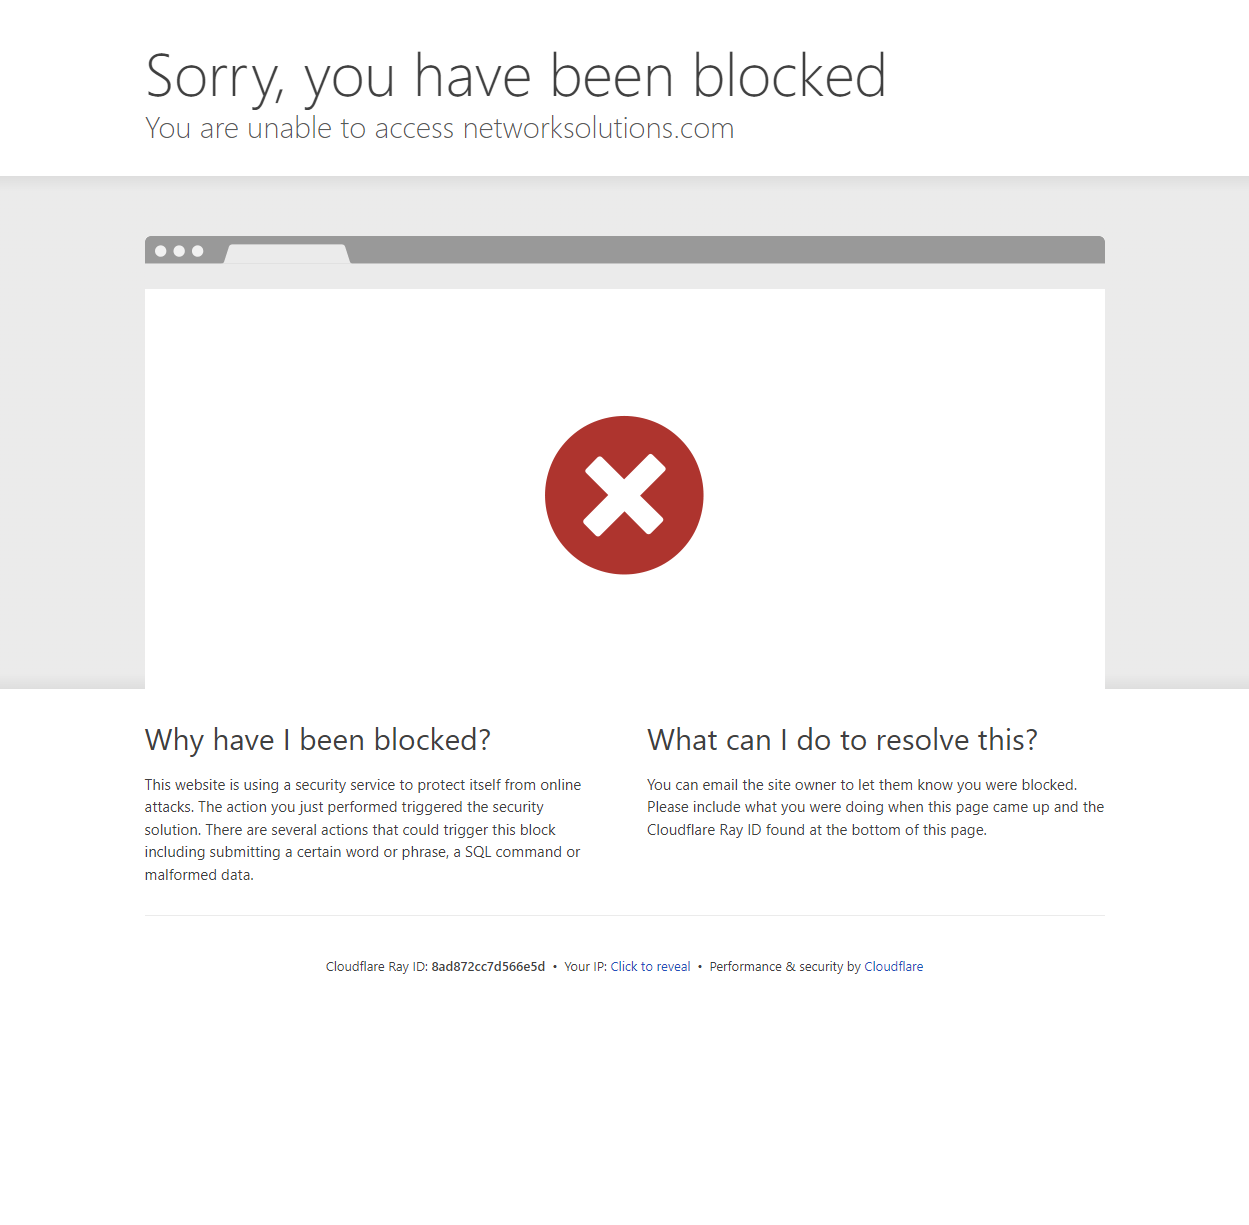 Sorry, you have been blocked
You are unable to access networksolutions.com
Why have I been blocked?
This website is using a security service to protect itself from online
attacks. The action you just performed triggered the security
solution. There are several actions that could trigger this block
including submitting a certain word or phrase, a SQL command or
malformed data.
What can I do to resolve this?
You can email the site owner to let them know you were blocked.
Please include what you were doing when this page came up and the
Cloudflare Ray ID found at the bottom of this page.
Cloudflare Ray ID: 8ad872cc7d566e5d • Your IP: Click to reveal • Performance & security by Cloudflare